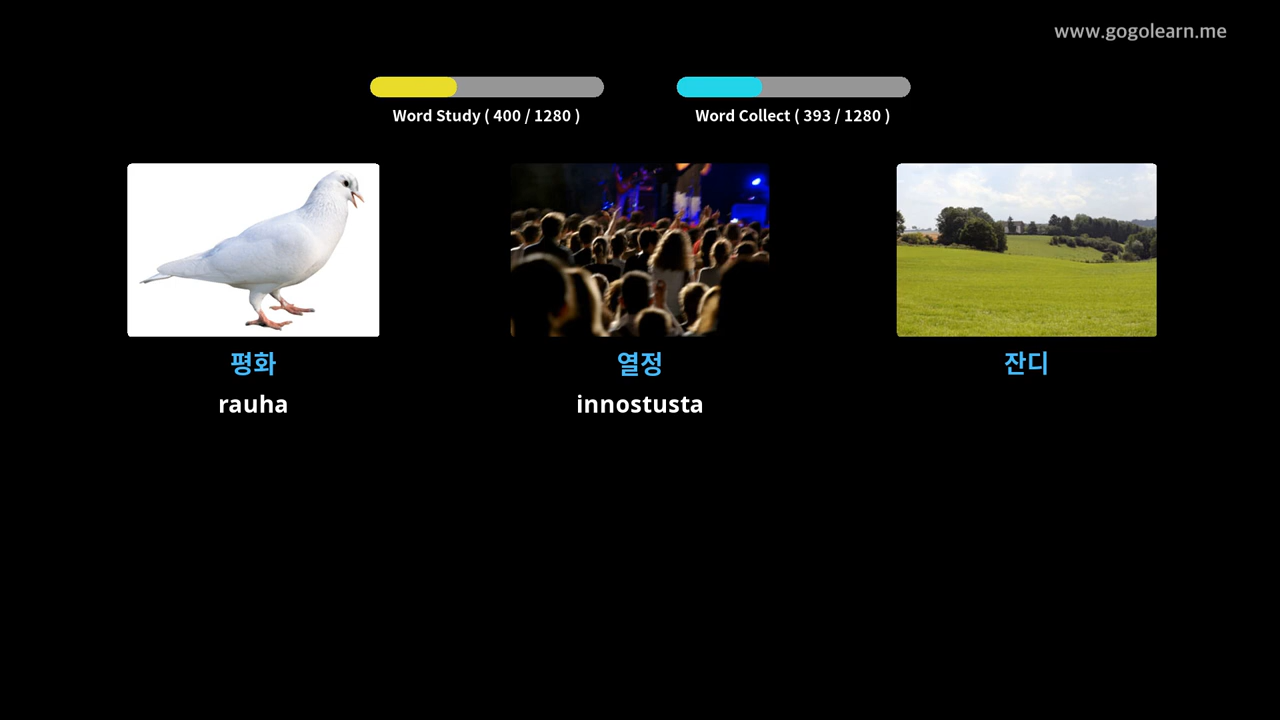 www.gogolearn.me
Word Study ( 400 / 1280 )
Word Collect ( 393 / 1280 )
평화
열정
잔디
rauha
innostusta